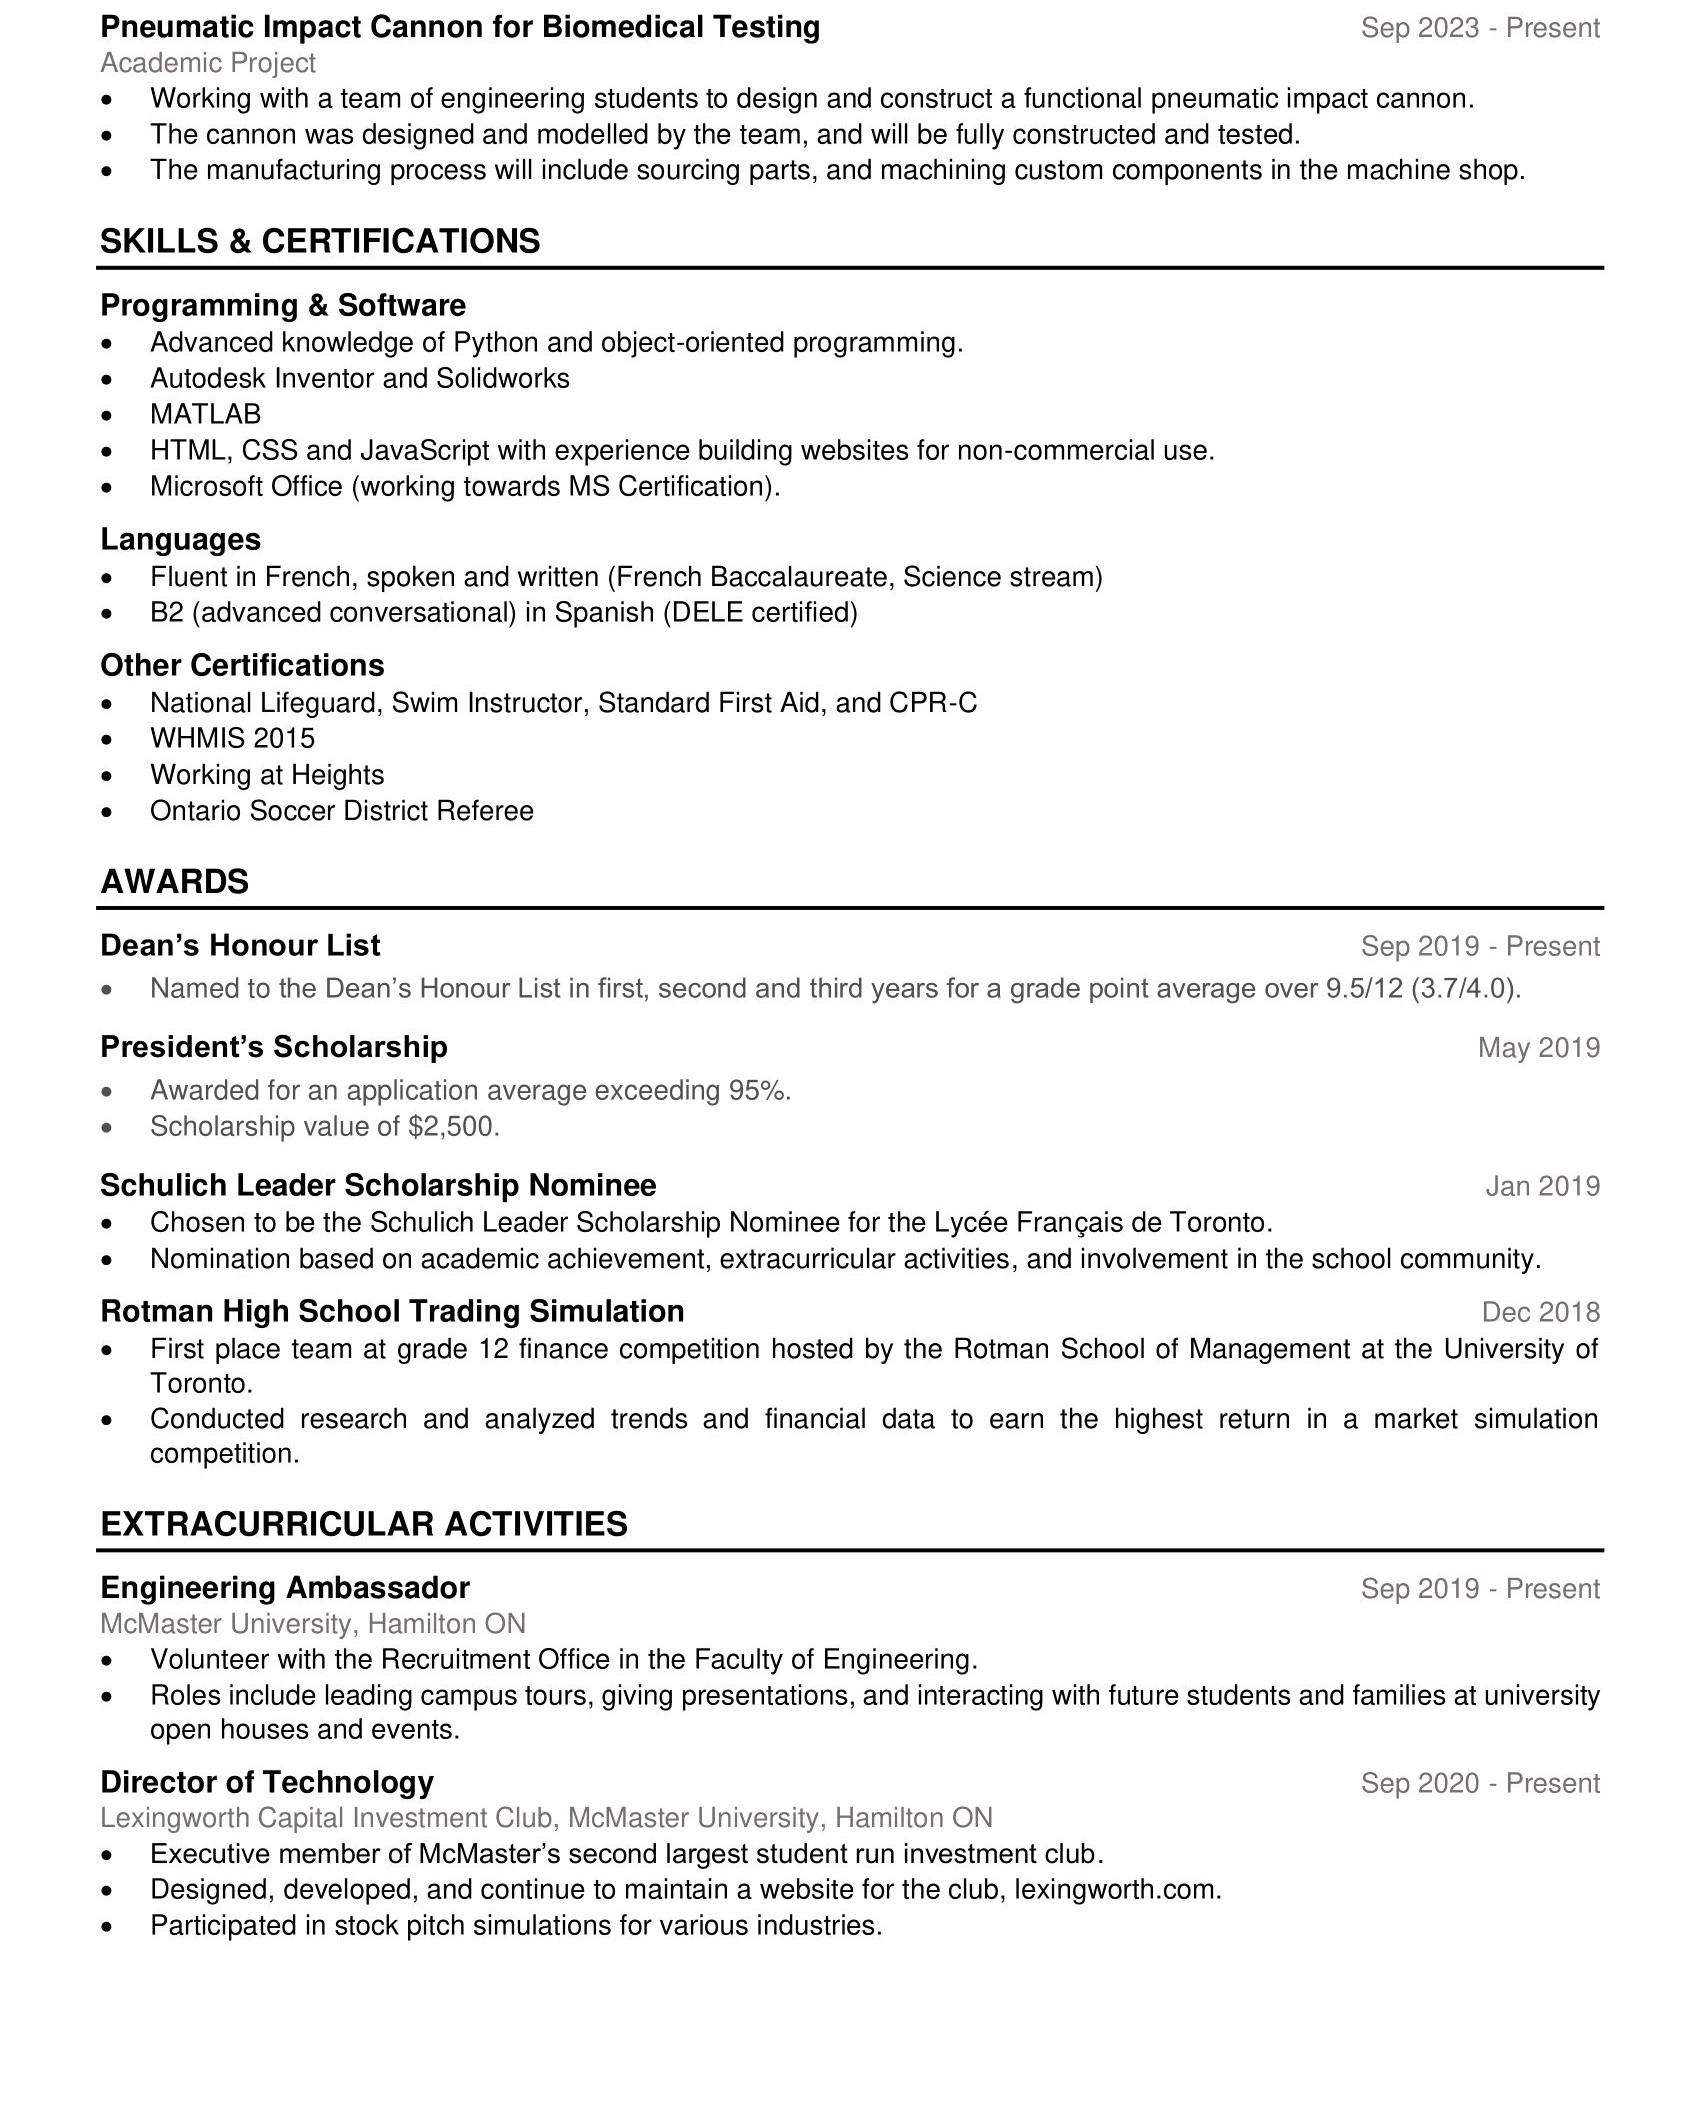 Pneumatic Impact Cannon for Biomedical Testing Sep 2023 - Present
Academic Project
• Working with a team of engineering students to design and construct a functional pneumatic impact cannon.
• The cannon was designed and modelled by the team, and will be fully constructed and tested.
• The manufacturing process will include sourcing parts, and machining custom components in the machine shop.
SKILLS & CERTIFICATIONS
Programming & Software
• Advanced knowledge of Python and object-oriented programming.
• Autodesk Inventor and Solidworks
• MATLAB
• HTML, CSS and JavaScript with experience building websites for non-commercial use.
• Microsoft Office (working towards MS Certification).
Languages
• Fluent in French, spoken and written (French Baccalaureate, Science stream)
• B2 (advanced conversational) in Spanish (DELE certified)
Other Certifications
• National Lifeguard, Swim Instructor, Standard First Aid, and CPR-C
• WHMIS 2015
• Working at Heights
• Ontario Soccer District Referee
AWARDS
Dean’s Honour List Sep 2019 - Present
• Named to the Dean’s Honour List in first, second and third years for a grade point average over 9.5/12 (3.7/4.0).
President’s Scholarship May 2019
• Awarded for an application average exceeding 95%.
• Scholarship value of $2,500.
Schulich Leader Scholarship Nominee Jan 2019
• Chosen to be the Schulich Leader Scholarship Nominee for the Lycée Français de Toronto.
• Nomination based on academic achievement, extracurricular activities, and involvement in the school community.
Rotman High School Trading Simulation Dec 2018
• First place team at grade 12 finance competition hosted by the Rotman School of Management at the University of
Toronto.
• Conducted research and analyzed trends and financial data to earn the highest return in a market simulation
competition.
EXTRACURRICULAR ACTIVITIES
Engineering Ambassador Sep 2019 - Present
McMaster University, Hamilton ON
• Volunteer with the Recruitment Office in the Faculty of Engineering.
• Roles include leading campus tours, giving presentations, and interacting with future students and families at university
open houses and events.
Director of Technology Sep 2020 - Present
Lexingworth Capital Investment Club, McMaster University, Hamilton ON
• Executive member of McMaster’s second largest student run investment club.
• Designed, developed, and continue to maintain a website for the club, lexingworth.com.
• Participated in stock pitch simulations for various industries.